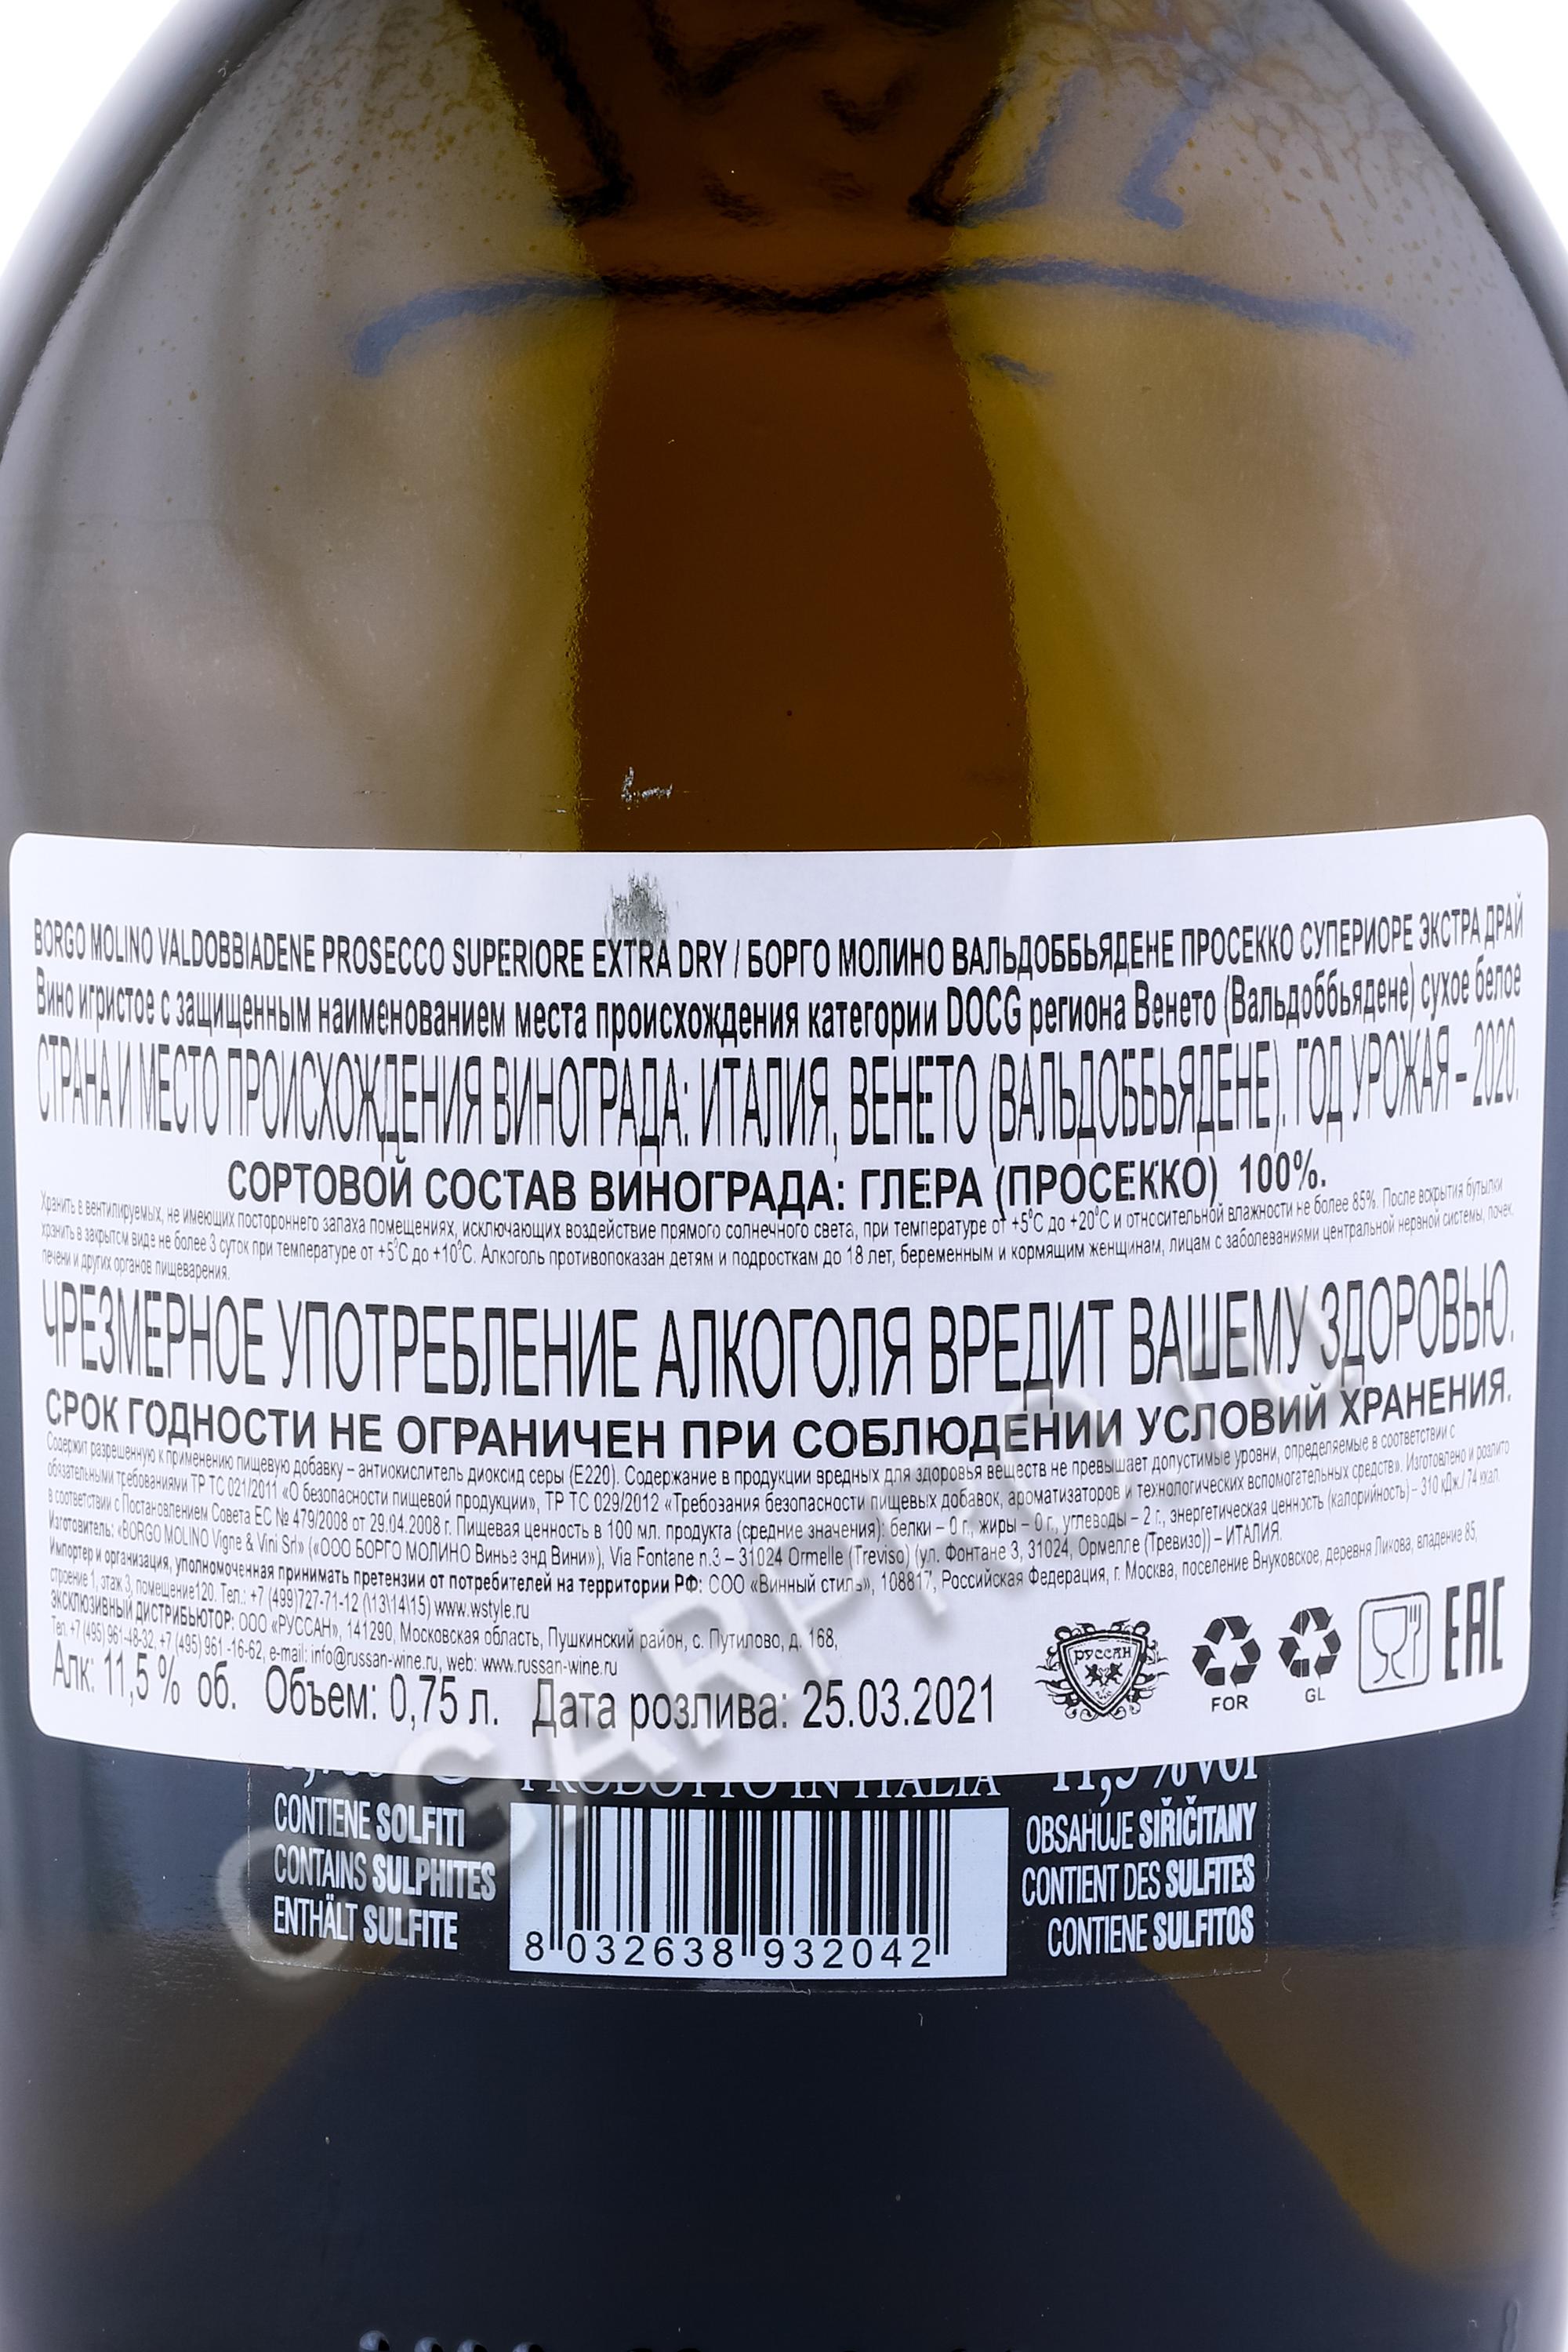 BORGO MOLINO VALDOBBIADENE PROSECCO SUPERIORE EXTRA DRY / БОРГО МОЛИНО ВАЛЬДОББЬЯДЕНЕ ПРОСЕККО СУПЕРИОРЕ ЭКСТРА ДРАЙ
Вино игристое с защищенным наименованием места происхождения категории DOCG региона Венето (Вальдоббьядене) сухое белое
СТРАНА И МЕСТО ПРОИСХОЖДЕНИЯ ВИНОГРАДА: ИТАЛИЯ, ВЕНЕТО (ВАЛЬДОББЬЯДЕНЕ). ГОД УРОЖАЯ – 2020.
СОРТОВОЙ СОСТАВ ВИНОГРАДА: ГЛЕРА (ПРОСЕККО) 100%.
Хранить в вентилируемых, не имеющих постороннего запаха помещениях, исключающих воздействие прямого солнечного света, при температуре от +5°С до +20°С и относительной влажности не более 85%. После вскрытия бутылки
хранить в закрытом виде не более 3 суток при температуре от +5°С до +10°С. Алкоголь противопоказан детям и подросткам до 18 лет, беременным и кормящим женщинам, лицам с заболеваниями центральной нервной системы, почек,
печени и других органов пищеварения.
ЧРЕЗМЕРНОЕ УПОТРЕБЛЕНИЕ АЛКОГОЛЯ ВРЕДИТ ВАШЕМУ ЗДОРОВЬЮ.
СРОК ГОДНОСТИ НЕ ОГРАНИЧЕН ПРИ СОБЛЮДЕНИИ УСЛОВИЙ ХРАНЕНИЯ.
Содержит разрешенную к применению пищевую добавку – антиокислитель диоксид серы (Е220). Содержание в продукции вредных для здоровья веществ не превышает допустимые уровни, определяемые в соответствии с
обязательными требованиями ТР ТС 021/2011 «О безопасности пищевой продукции», ТР ТС 029/2012 «Требования безопасности пищевых добавок, ароматизаторов и технологических вспомогательных средств». Изготовлено и розлито
в соответствии с Постановлением Совета ЕС № 479/2008 от 29.04.2008 г. Пищевая ценность в 100 мл. продукта (средние значения): белки – 0 г., жиры – 0 г., углеводы – 2 г., энергетическая ценность (калорийность) – 310 кДж./ 74 ккал.
Изготовитель: «BORGO MOLINO Vigne & Vini Srl» («ООО БОРГО МОЛИНО Винье энд Вини»), Via Fontane n.3 – 31024 Ormelle (Treviso) (ул. Фонтане 3, 31024, Ормелле (Тревизо)) – ИТАЛИЯ.
Импортер и организация, уполномоченная принимать претензии от потребителей на территории РФ: ООО «Винный стиль», 108817, Российская Федерация, г. Москва, поселение Внуковское, деревня Ликова, владение 85,
строение 1, этаж 3, помещение120. Тел.: +7 (499)727-71-12 (\13\14\15) www.wstyle.ru
ЭКСКЛЮЗИВНЫЙ ДИСТРИБЬЮТОР: ООО «РУССАН», 141290, Московская область, Пушкинский район, с. Путилово, д. 168,
Тел. +7 (495) 961-48-32, +7 (495) 961 -16-62, e-mail: info@russan-wine.ru, web: www.russan-wine.ru
Алк: 11,5 % об. Объем: 0,75 л. Дата розлива: 25.03.2021
руссан
FOR
GL
EAC
PRODOTTO IN ITALIA 11,5 %vol
CONTIENE SOLFITI
CONTAINS SULPHITES
ENTHÄLT SULFITE
8 032638 932042
OBSAHUJE SIŘIČITANY
CONTIENT DES SULFITES
CONTIENE SULFITOS
CIGARPRO.ru